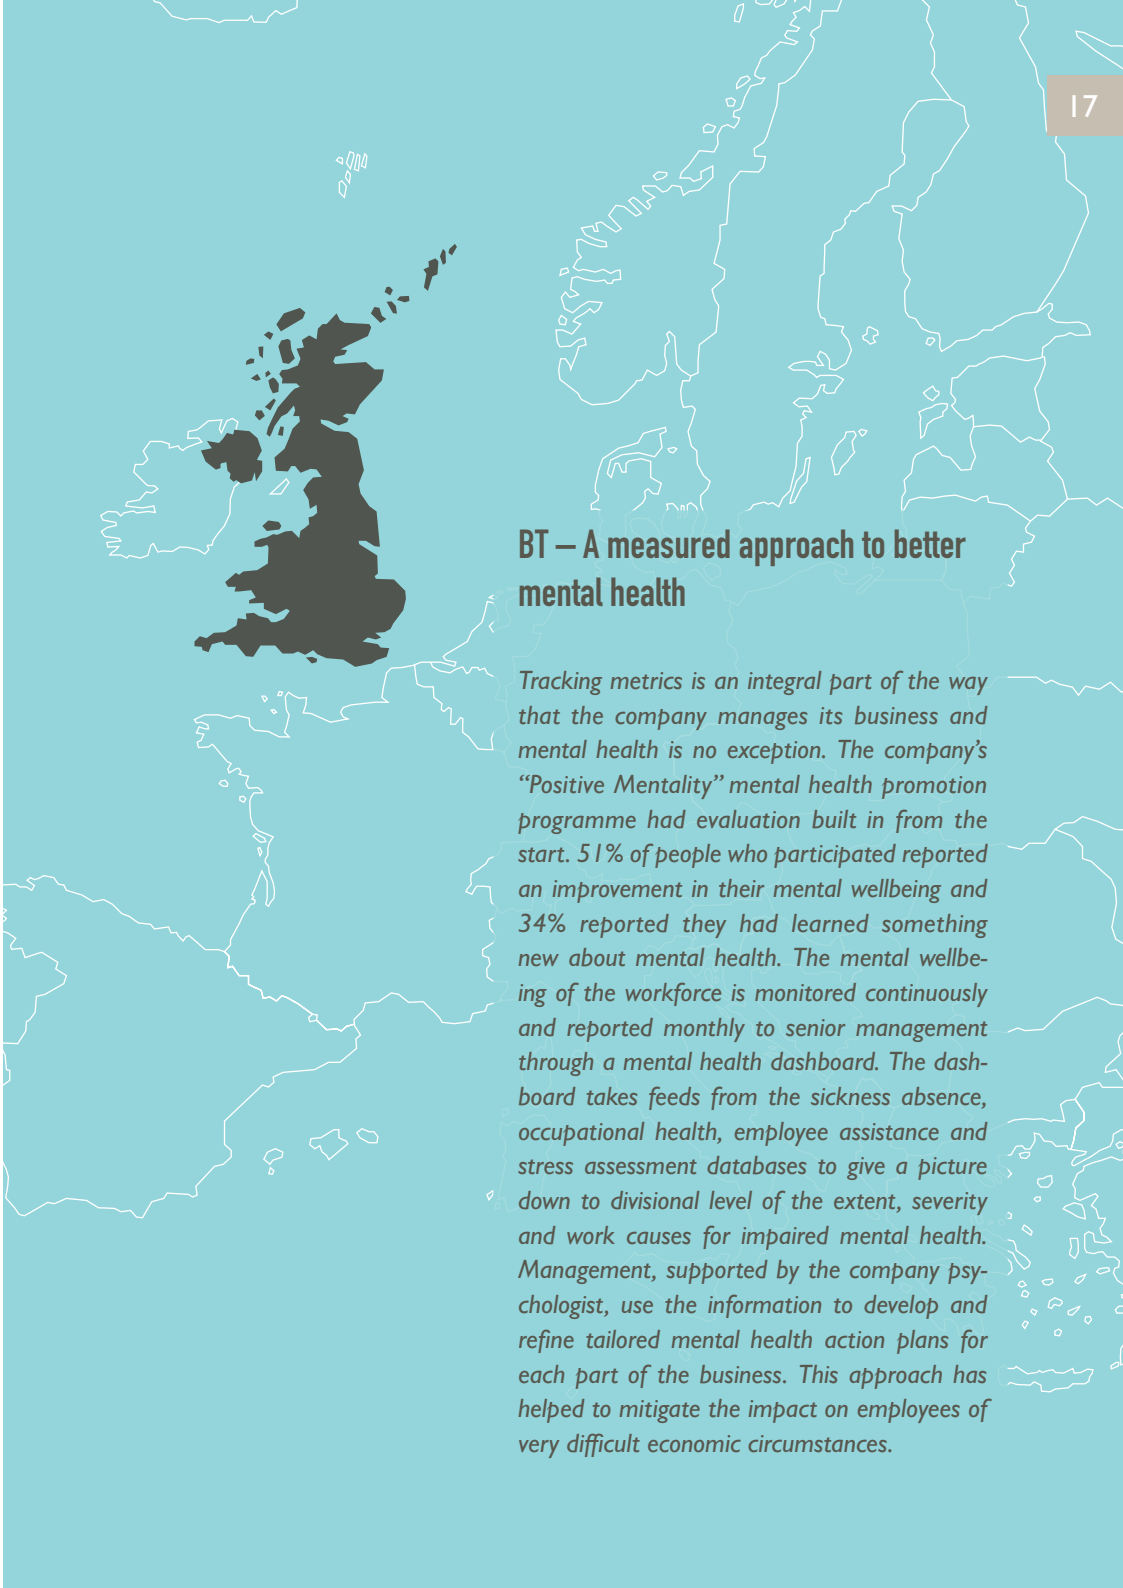 17
BT – A measured approach to better
mental health
Tracking metrics is an integral part of the way
that the company manages its business and
mental health is no exception. The company’s
“Positive Mentality” mental health promotion
programme had evaluation built in from the
start. 51% of people who participated reported
an improvement in their mental wellbeing and
34% reported they had learned something
new about mental health. The mental wellbe-
ing of the workforce is monitored continuously
and reported monthly to senior management
through a mental health dashboard. The dash-
board takes feeds from the sickness absence,
occupational health, employee assistance and
stress assessment databases to give a picture
down to divisional level of the extent, severity
and work causes for impaired mental health.
Management, supported by the company psy-
chologist, use the information to develop and
refine tailored mental health action plans for
each part of the business. This approach has
helped to mitigate the impact on employees of
very difficult economic circumstances.